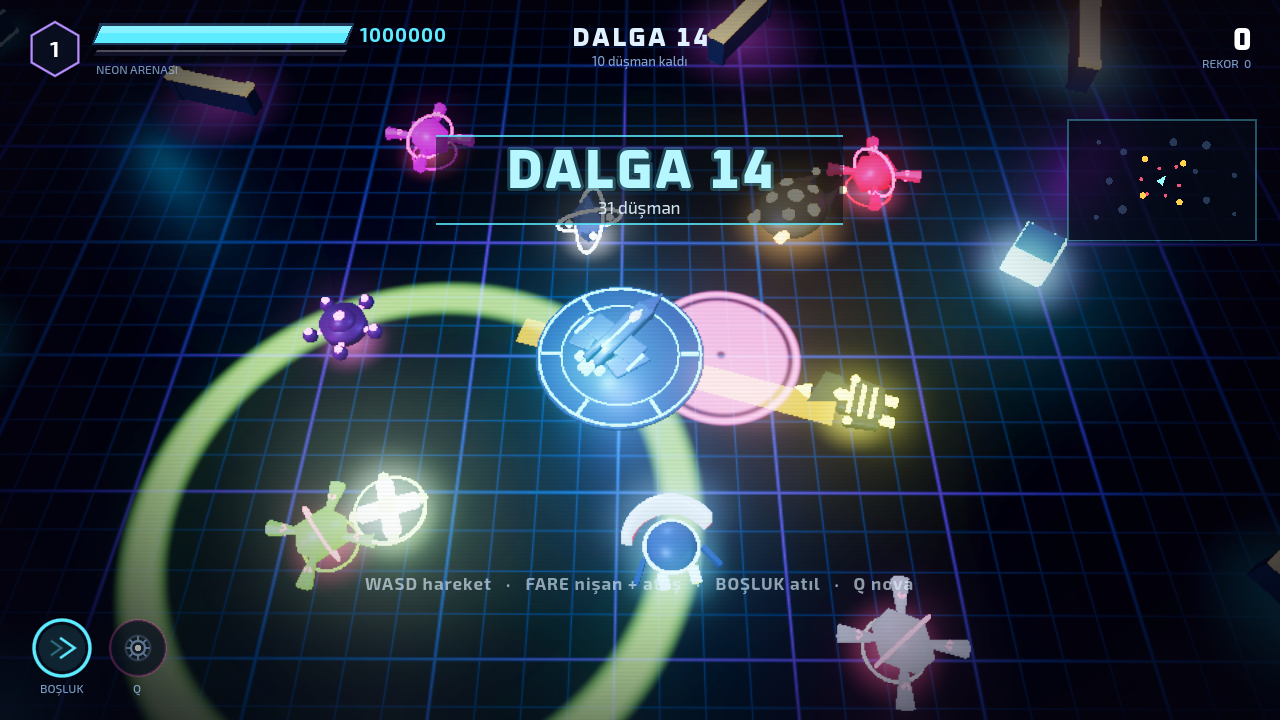 1
1000000
NEON ARENASI
DALGA 14
10 düşman kaldı
0
REKOR 0
DALGA 14
31 düşman
WASD hareket · FARE nişan + ateş · BOŞLUK atıl · Q nova
BOŞLUK
Q